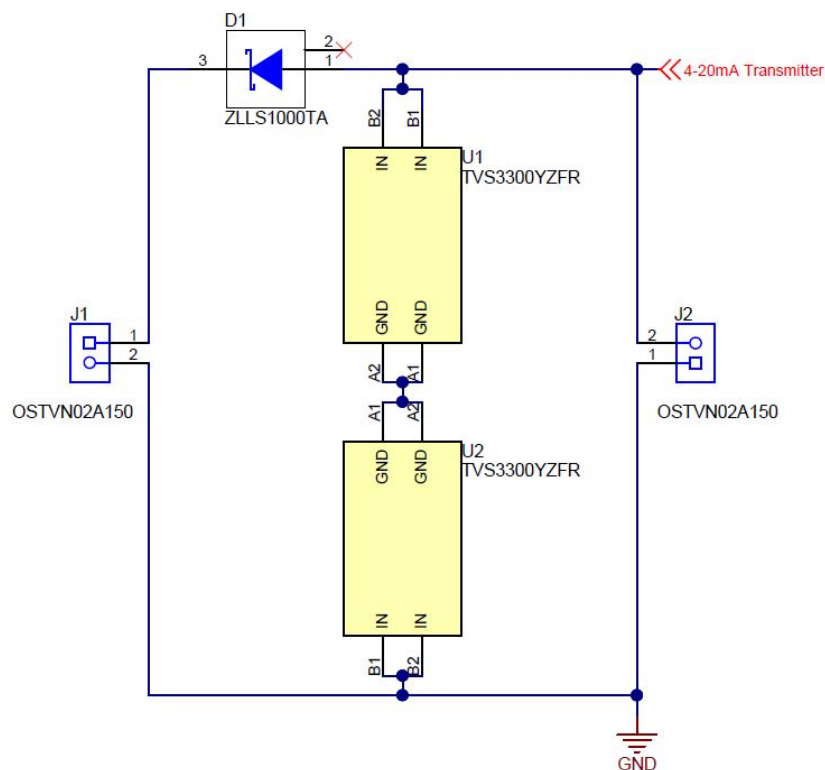 D1
3
2
1
ZLLS1000TA
4-20mA Transmitter
B2
B1
IN
IN
U1
TVS3300YZFR
GND
GND
A2
A1
J1
1
2
OSTVN02A150
J2
2
1
OSTVN02A150
A1
A2
GND
GND
U2
TVS3300YZFR
IN
IN
B1
B2
GND